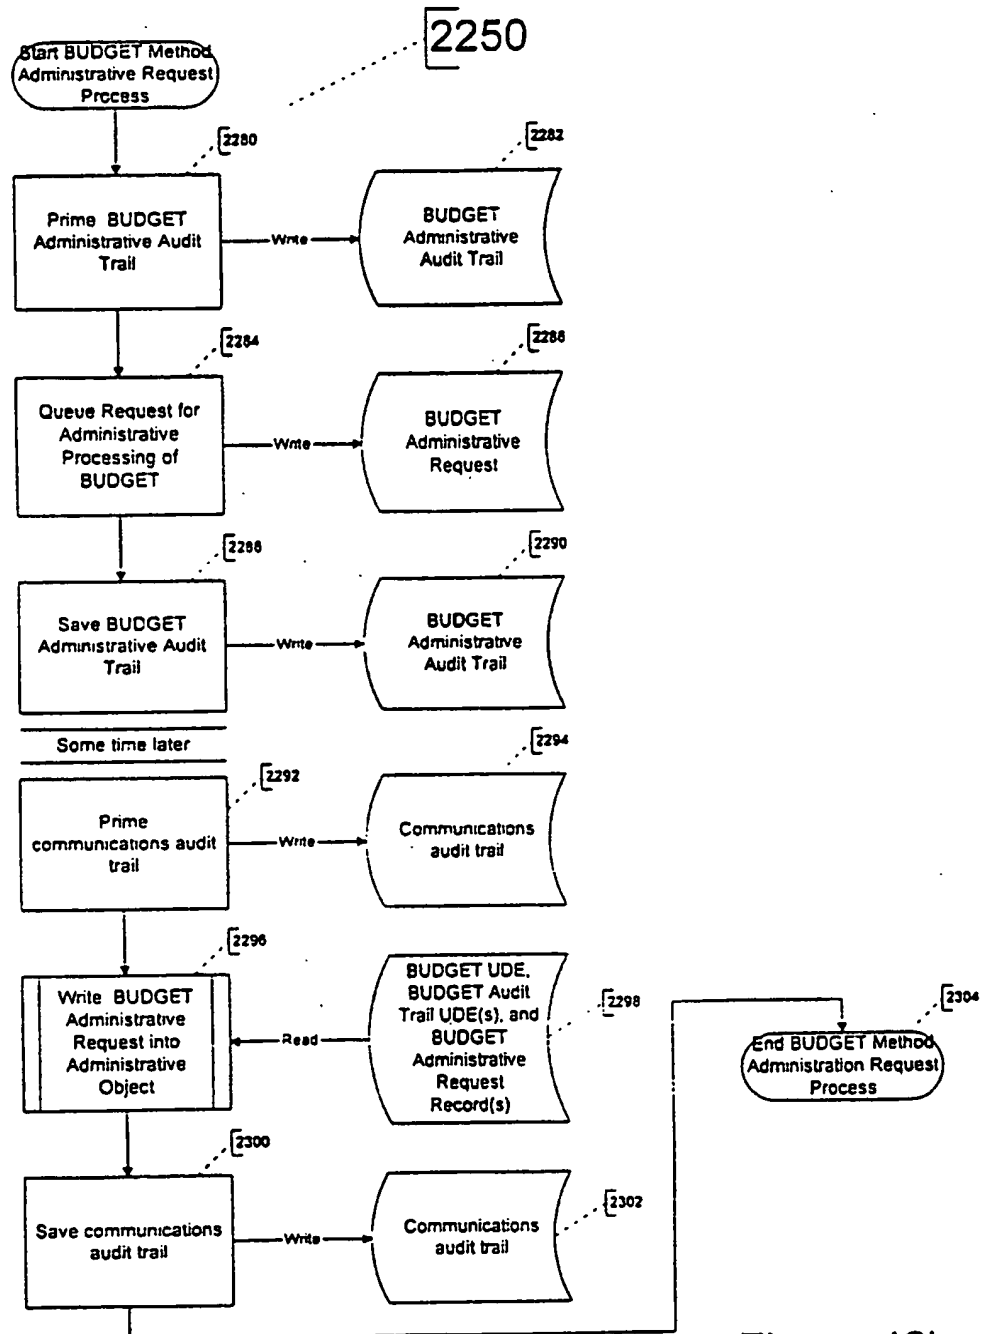 2250
Start BUDGET Method
Administrative Request
Process
2280
2282
Prime BUDGET
Administrative Audit
Trail
Write
BUDGET
Administrative
Audit Trail
2284
2286
Queue Request for
Administrative
Processing of
BUDGET
Write
BUDGET
Administrative
Request
2288
2290
Save BUDGET
Administrative Audit
Trail
Write
BUDGET
Administrative
Audit Trail
Some time later
2292
2294
Prime
communications audit
trail
Write
Communications
audit trail
2296
2298
Write BUDGET
Administrative
Request into
Administrative
Object
Read
BUDGET UDE,
BUDGET Audit
Trail UDE(s), and
BUDGET
Administrative
Request
Record(s)
2304
End BUDGET Method
Administration Request
Process
2300
2302
Save communications
audit trail
Write
Communications
audit trail